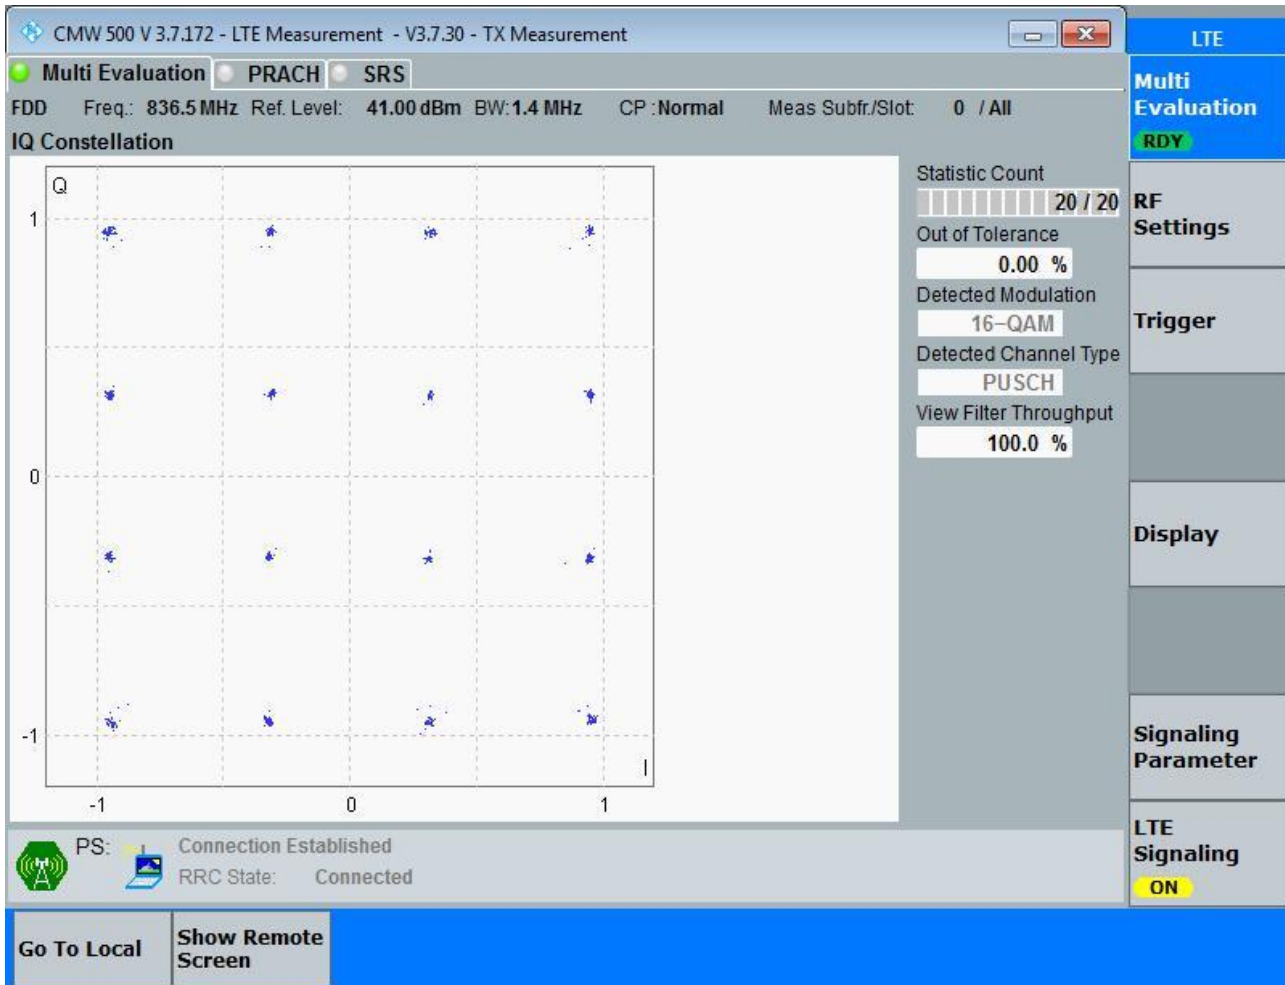 CMW 500 V 3.7.172 - LTE Measurement - V3.7.30 - TX Measurement
LTE
Multi Evaluation PRACH SRS
FDD Freq.: 836.5 MHz Ref. Level: 41.00 dBm BW: 1.4 MHz CP : Normal Meas Subfr./Slot: 0 / All
IQ Constellation
Q
1
0
-1
I
-1 0 1
Statistic Count
20 / 20
Out of Tolerance
0.00 %
Detected Modulation
16-QAM
Detected Channel Type
PUSCH
View Filter Throughput
100.0 %
Multi
Evaluation
RDY
RF
Settings
Trigger
Display
Signaling
Parameter
LTE
Signaling
ON
PS: Connection Established
RRC State: Connected
Go To Local
Show Remote
Screen